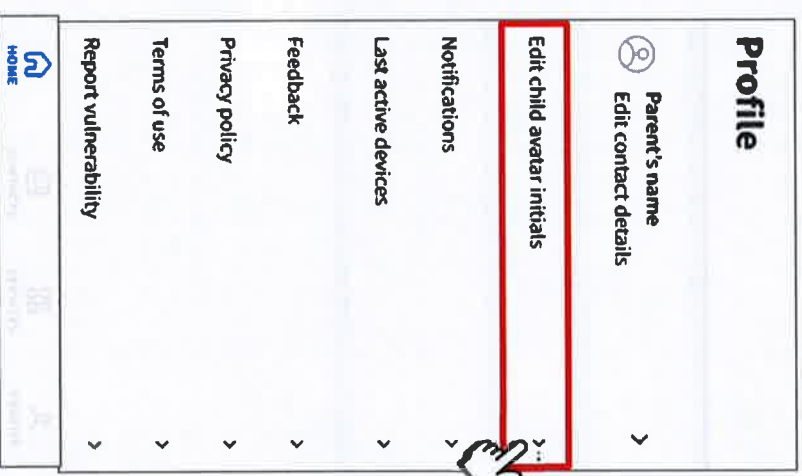 Profile
Parent's name
Edit contact details
Edit child avatar initials
Notifications
Last active devices
Feedback
Privacy policy
Terms of use
Report vulnerability
HOME